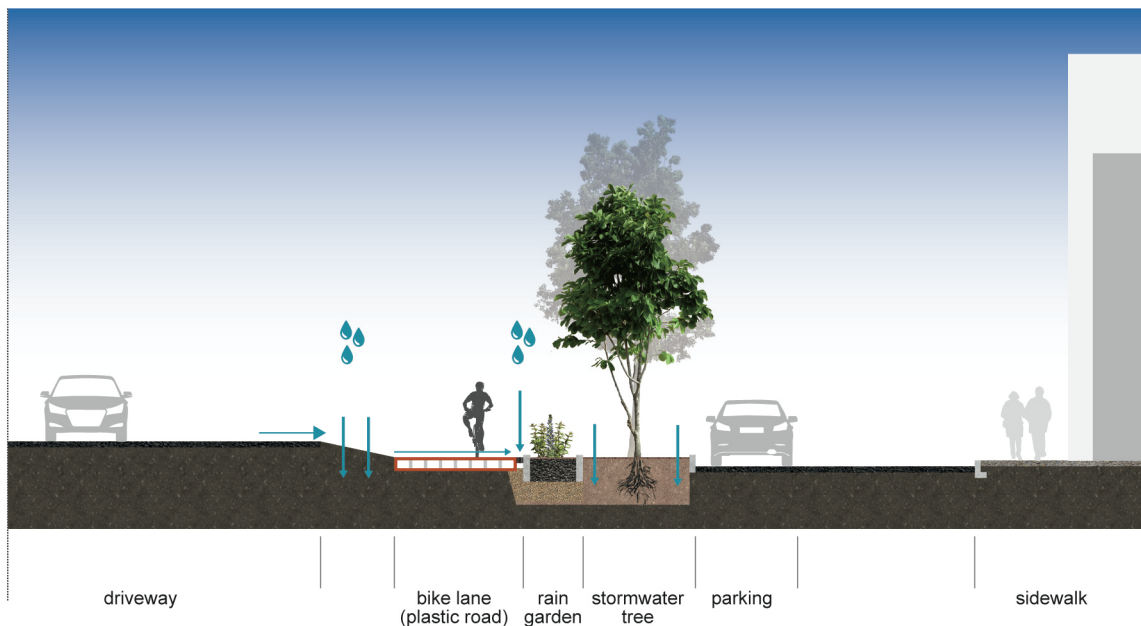 driveway
bike lane
(plastic road)
rain
garden
stormwater
tree
parking
sidewalk